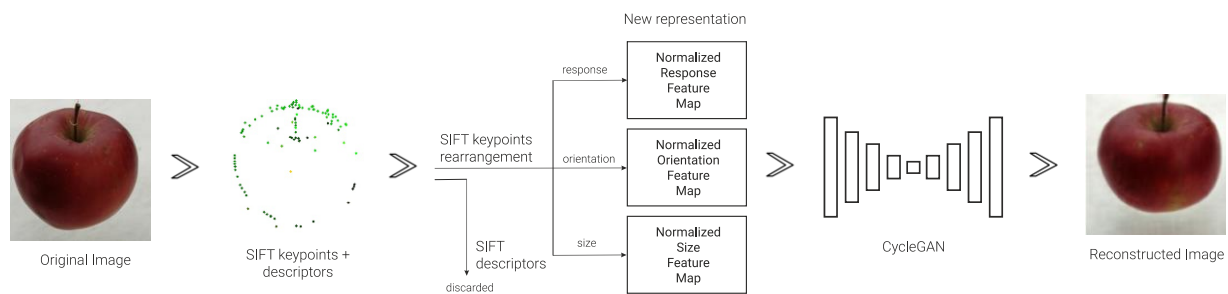 Original Image
SIFT keypoints +
descriptors
SIFT keypoints
rearrangement
SIFT
descriptors
discarded
response
orientation
size
New representation
Normalized
Response
Feature
Map
Normalized
Orientation
Feature
Map
Normalized
Size
Feature
Map
CycleGAN
Reconstructed Image